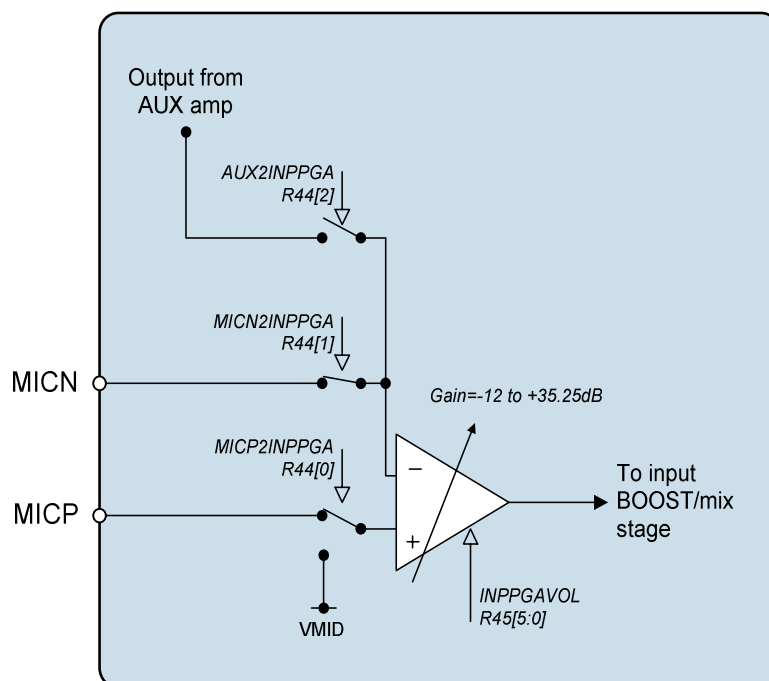 Output from
AUX amp
AUX2INPPGA
R44[2]
MICN2INPPGA
R44[1]
MICN
Gain=-12 to +35.25dB
MICP2INPPGA
R44[0]
MICP
−
+
To input
BOOST/mix
stage
INPPGAVOL
R45[5:0]
VMID